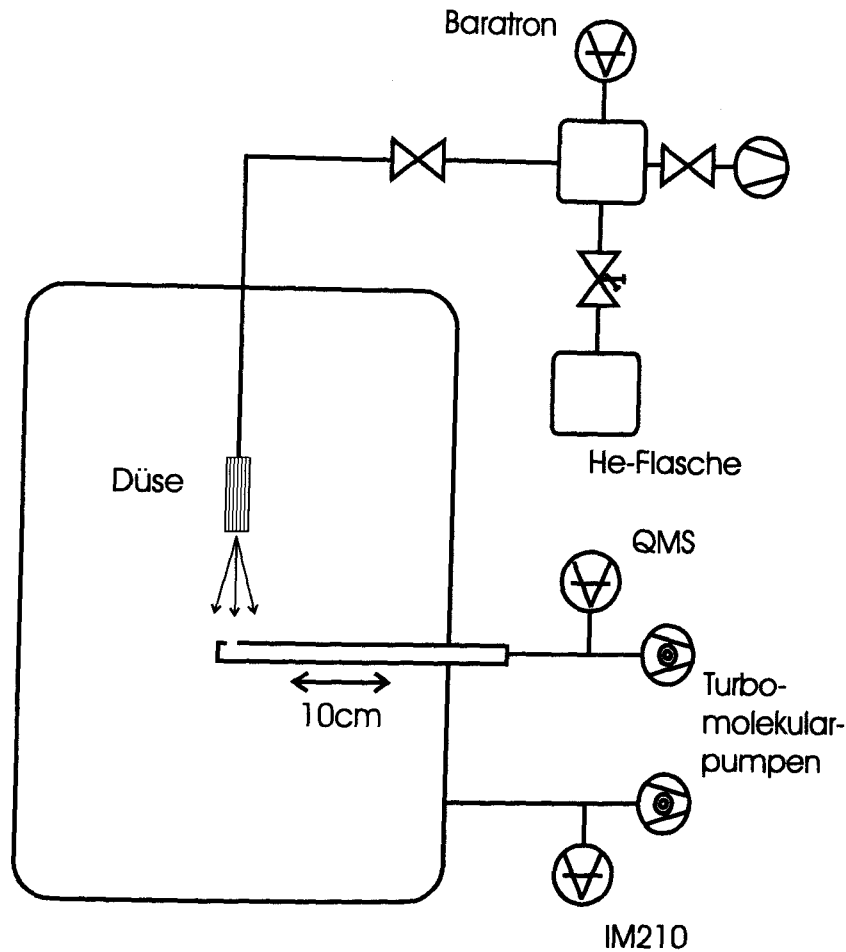 Baratron
He-Flasche
Düse
QMS
10cm
Turbo-
molekular-
pumpen
IM210